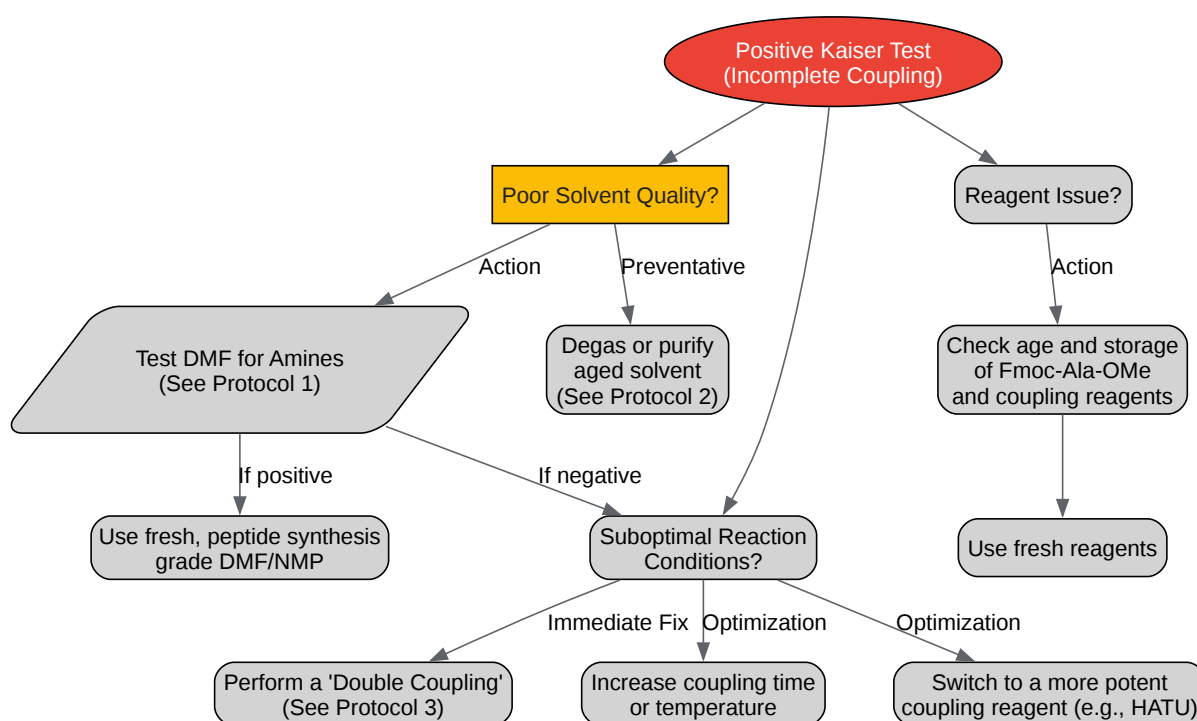 Positive Kaiser Test
(Incomplete Coupling)
Poor Solvent Quality?
Reagent Issue?
Action
Preventative
Action
Test DMF for Amines
(See Protocol 1)
Degas or purify
aged solvent
(See Protocol 2)
Check age and storage
of Fmoc-Ala-OMe
and coupling reagents
If positive
If negative
Use fresh, peptide synthesis
grade DMF/NMP
Suboptimal Reaction
Conditions?
Use fresh reagents
Immediate Fix
Optimization
Optimization
Perform a 'Double Coupling'
(See Protocol 3)
Increase coupling time
or temperature
Switch to a more potent
coupling reagent (e.g., HATU)